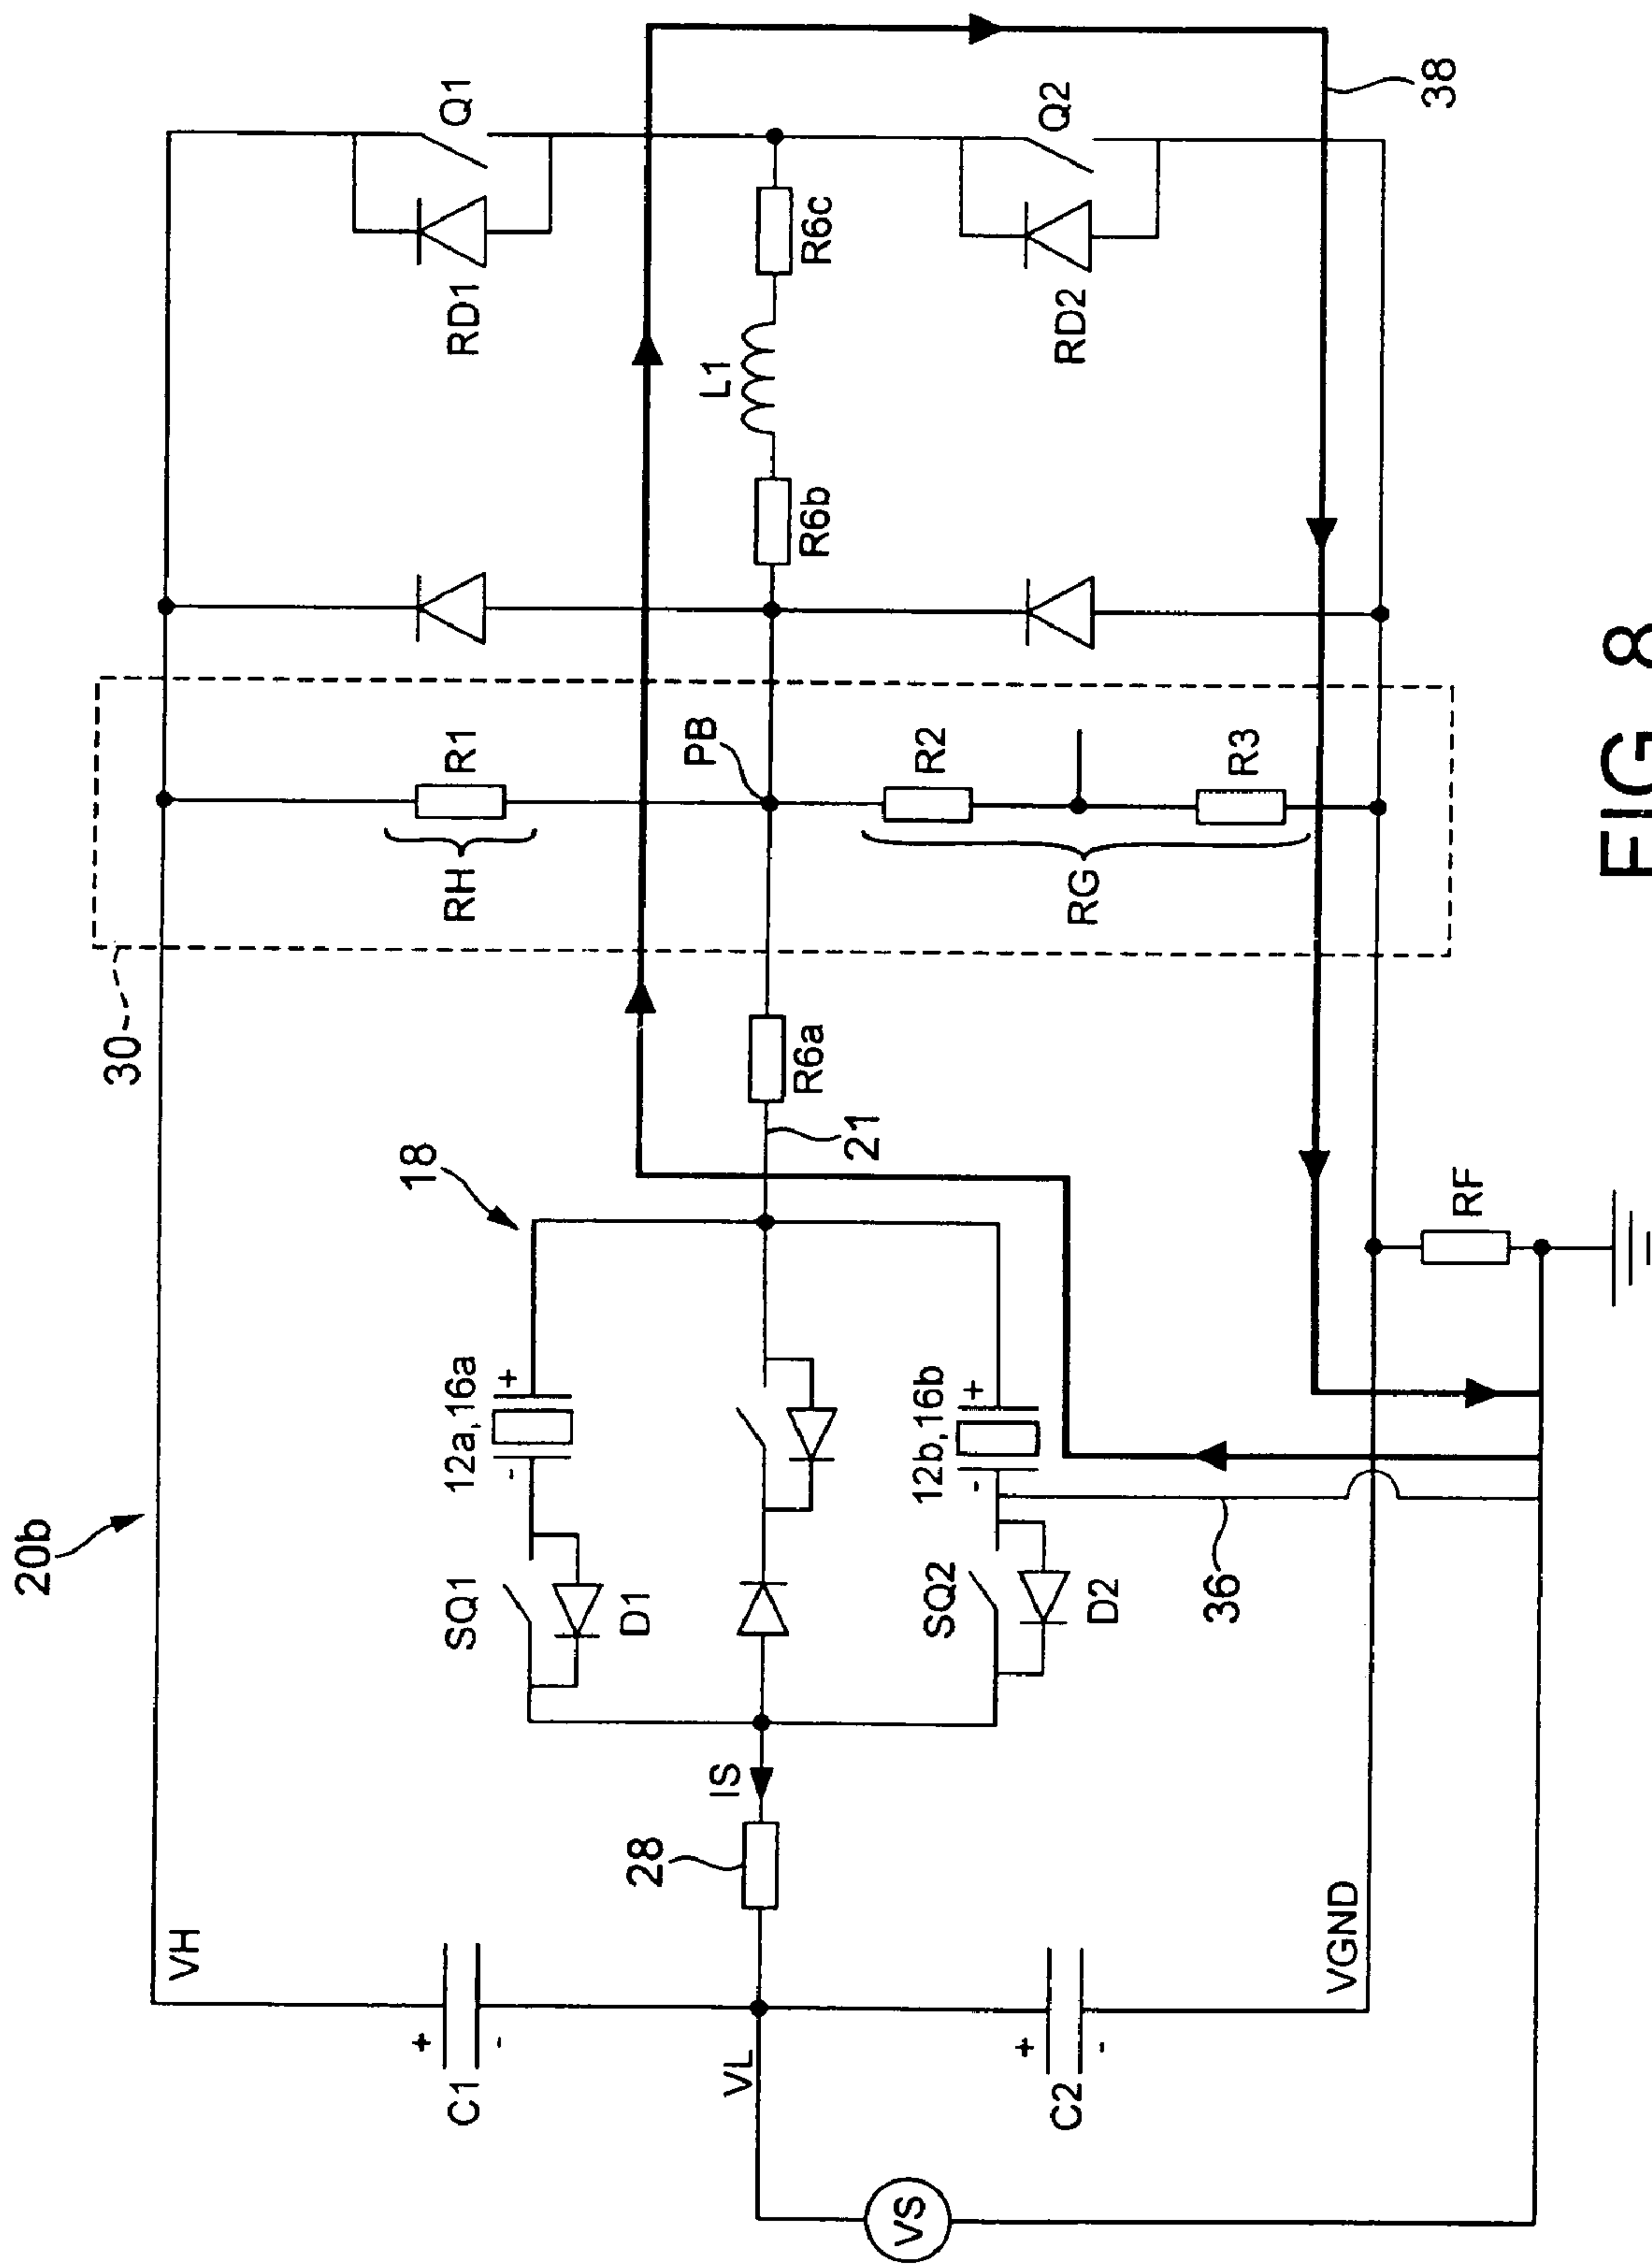 20b
30
VH
C1
+
-
SQ1
D1
12a,16a
-
+
18
RH
R1
RD1
Q1
VL
28
IS
21
R6a
PB
R6b
L1
R6c
VS
C2
+
-
VGND
SQ2
D2
12b,16b
-
+
36
RF
RG
R2
R3
RD2
Q2
38
FIG 8